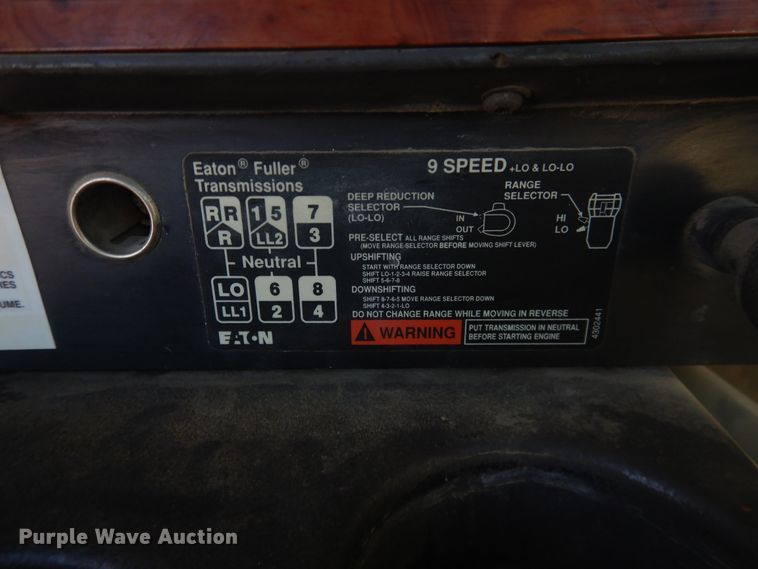 Eaton® Fuller®
Transmissions
9 SPEED +LO & LO-LO
R R
R
1 5
LL2
7
3
Neutral
LO
LL1
6
2
8
4
EATON
DEEP REDUCTION
SELECTOR
(LO-LO)
IN
OUT
RANGE
SELECTOR
HI
LO
PRE-SELECT ALL RANGE SHIFTS
(MOVE RANGE-SELECTOR BEFORE MOVING SHIFT LEVER)
UPSHIFTING
START WITH RANGE SELECTOR DOWN
SHIFT LO-1-2-3-4 RAISE RANGE SELECTOR
SHIFT 5-6-7-8
DOWNSHIFTING
SHIFT 8-7-6-5 MOVE RANGE SELECTOR DOWN
SHIFT 4-3-2-1-LO
DO NOT CHANGE RANGE WHILE MOVING IN REVERSE
WARNING
PUT TRANSMISSION IN NEUTRAL
BEFORE STARTING ENGINE
4302441
CS
IES
UME.
Purple Wave Auction